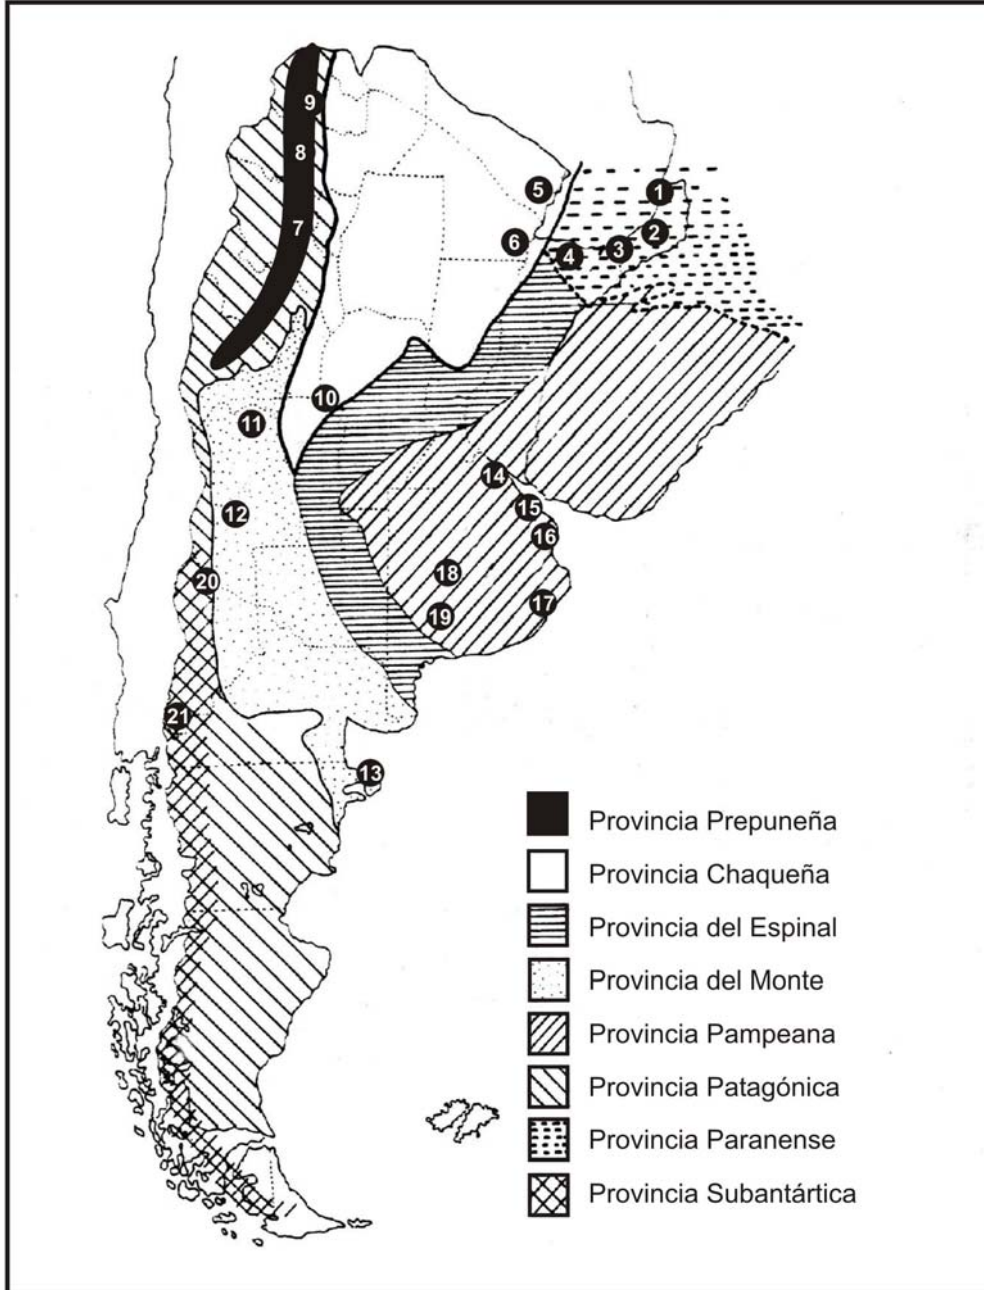 9
8
5
1
7
6
4
3
2
10
11
14
12
15
16
20
18
17
19
21
13
Provincia Prepuneña
Provincia Chaqueña
Provincia del Espinal
Provincia del Monte
Provincia Pampeana
Provincia Patagónica
Provincia Paranense
Provincia Subantártica